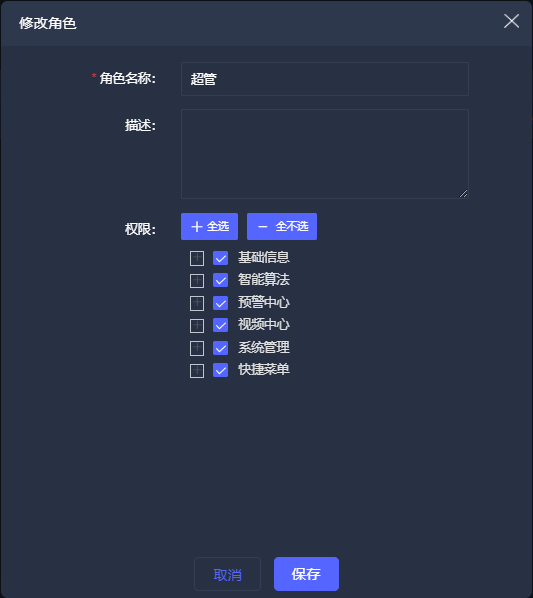 修改角色
* 角色名称：
超管
描述：
权限：
+ 全选
− 全不选
基础信息
智能算法
预警中心
视频中心
系统管理
快捷菜单
取消
保存